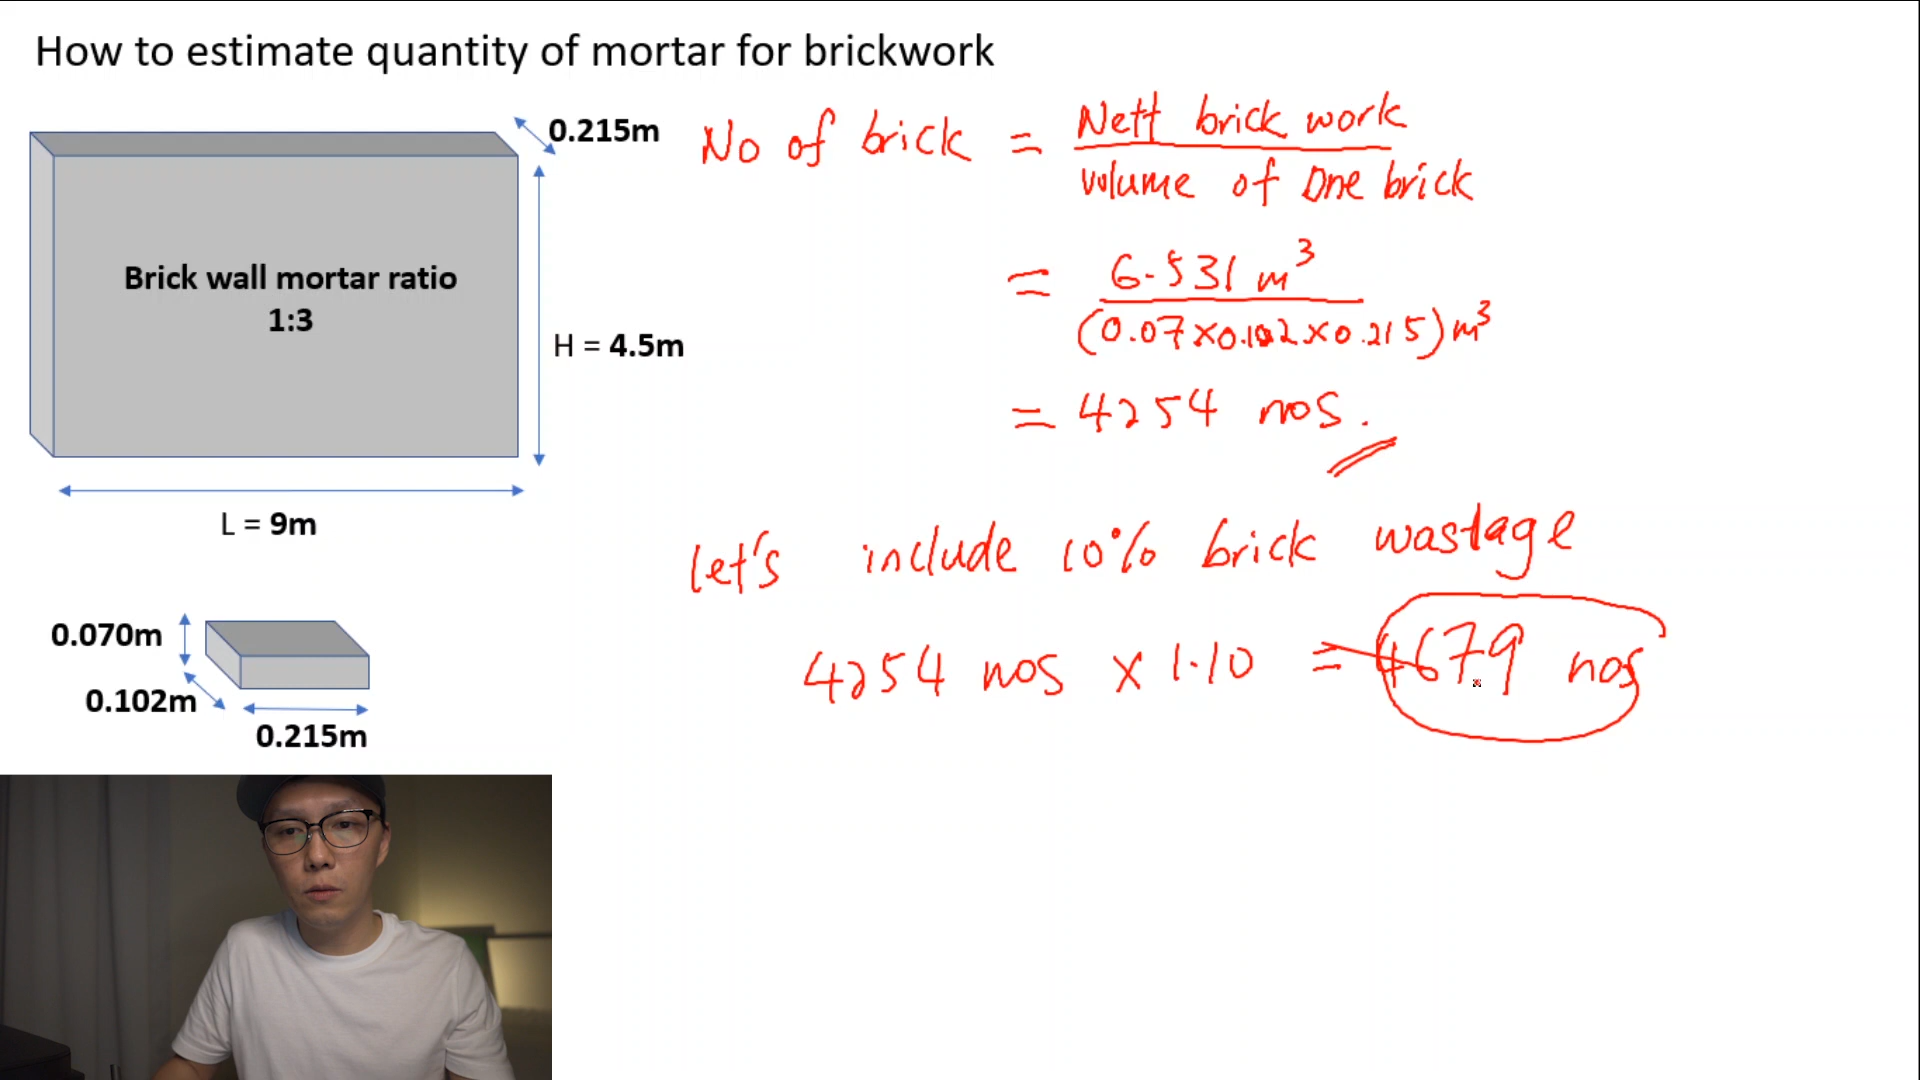 How to estimate quantity of mortar for brickwork
0.215m
Brick wall mortar ratio
1:3
H = 4.5m
L = 9m
0.070m
0.102m
0.215m
No of brick = Nett brick work
volume of One brick
= 6.531 m³
(0.07x0.102x0.215)m³
= 4254 nos.
let's include 10% brick wastage
4254 nos x 1.10 = 4679 nos